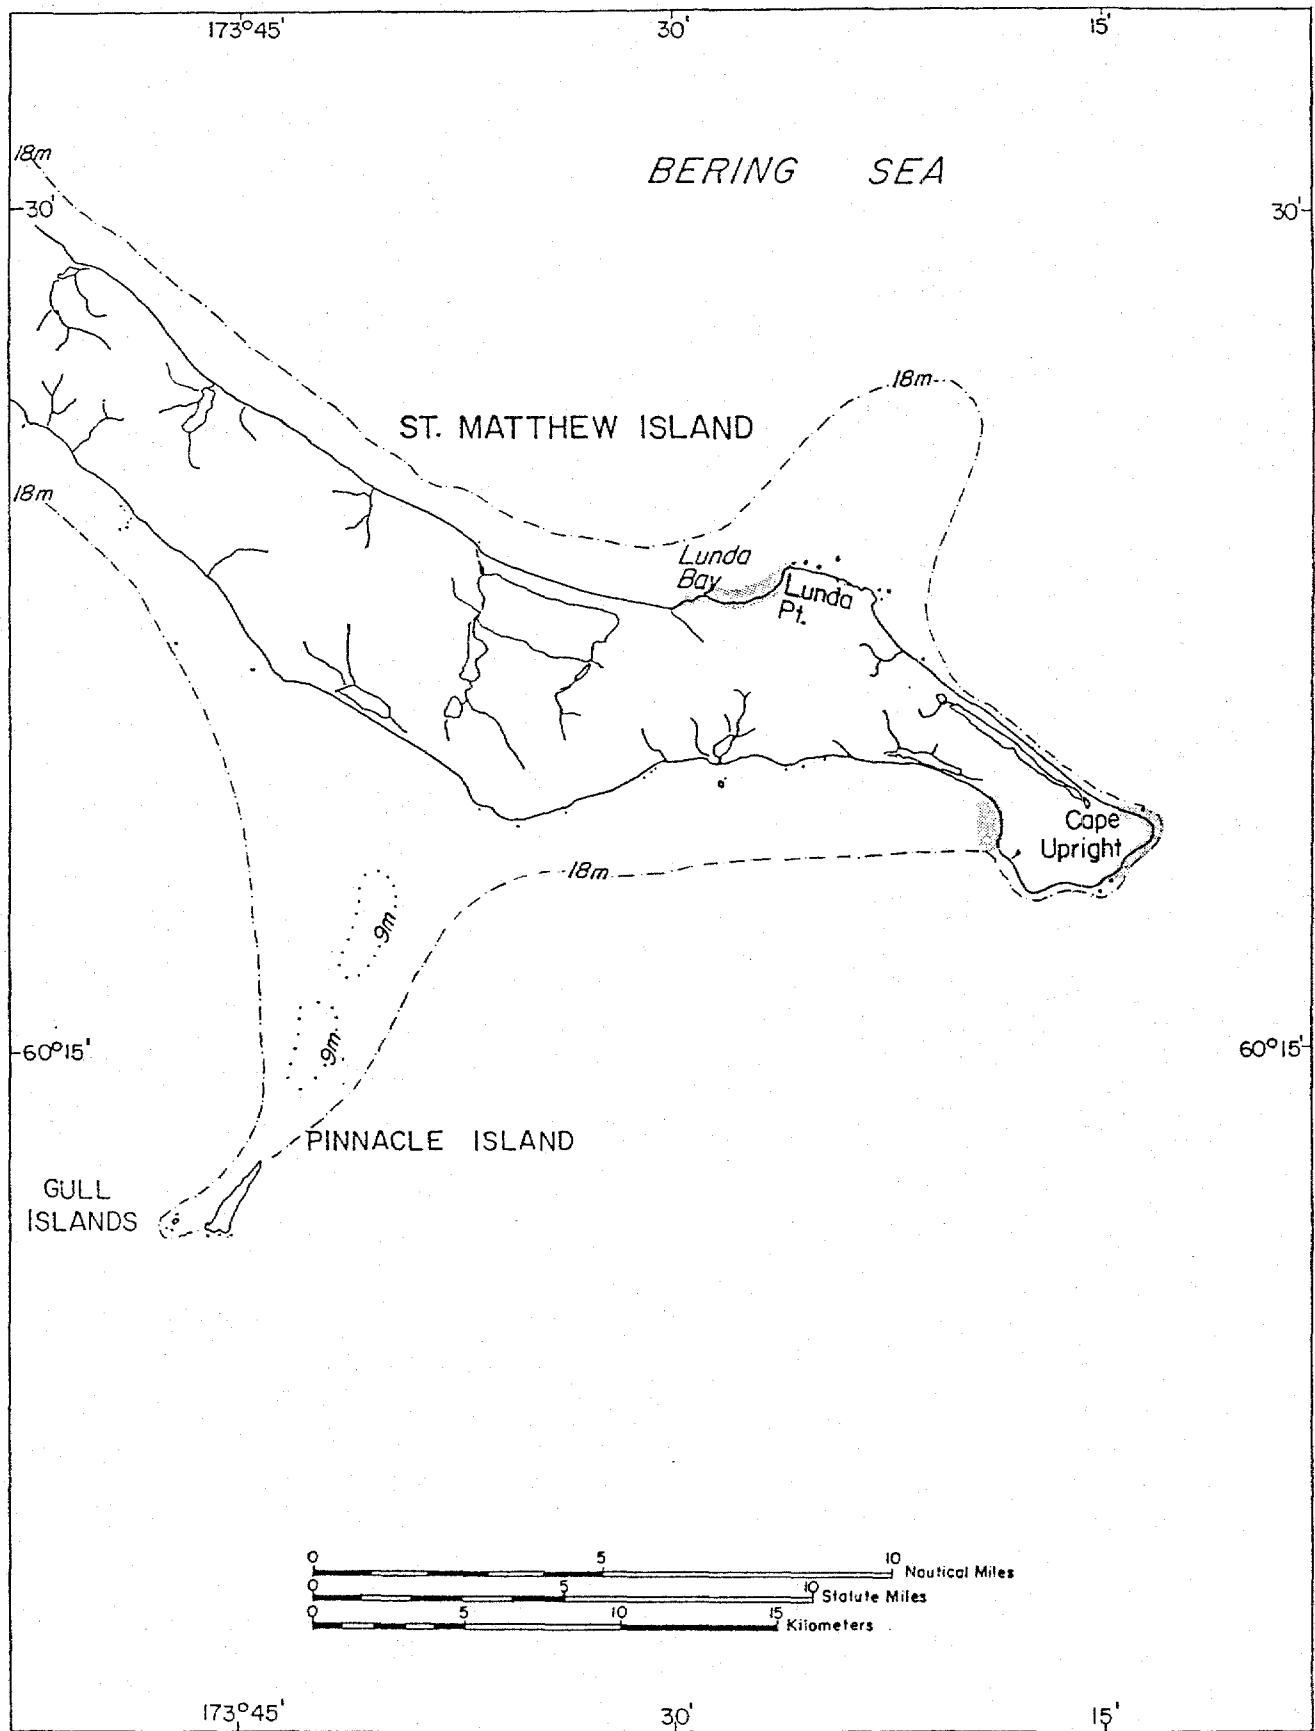 173°45'
30'
15'
BERING SEA
18m
30'
30'
18m
ST. MATTHEW ISLAND
18m
Lunda
Bay
Lunda
Pt.
Cape
Upright
18m
9m
9m
60°15'
60°15'
PINNACLE ISLAND
GULL
ISLANDS
0 5 10 Nautical Miles
0 5 10 Statute Miles
0 5 10 15 Kilometers
173°45'
30'
15'